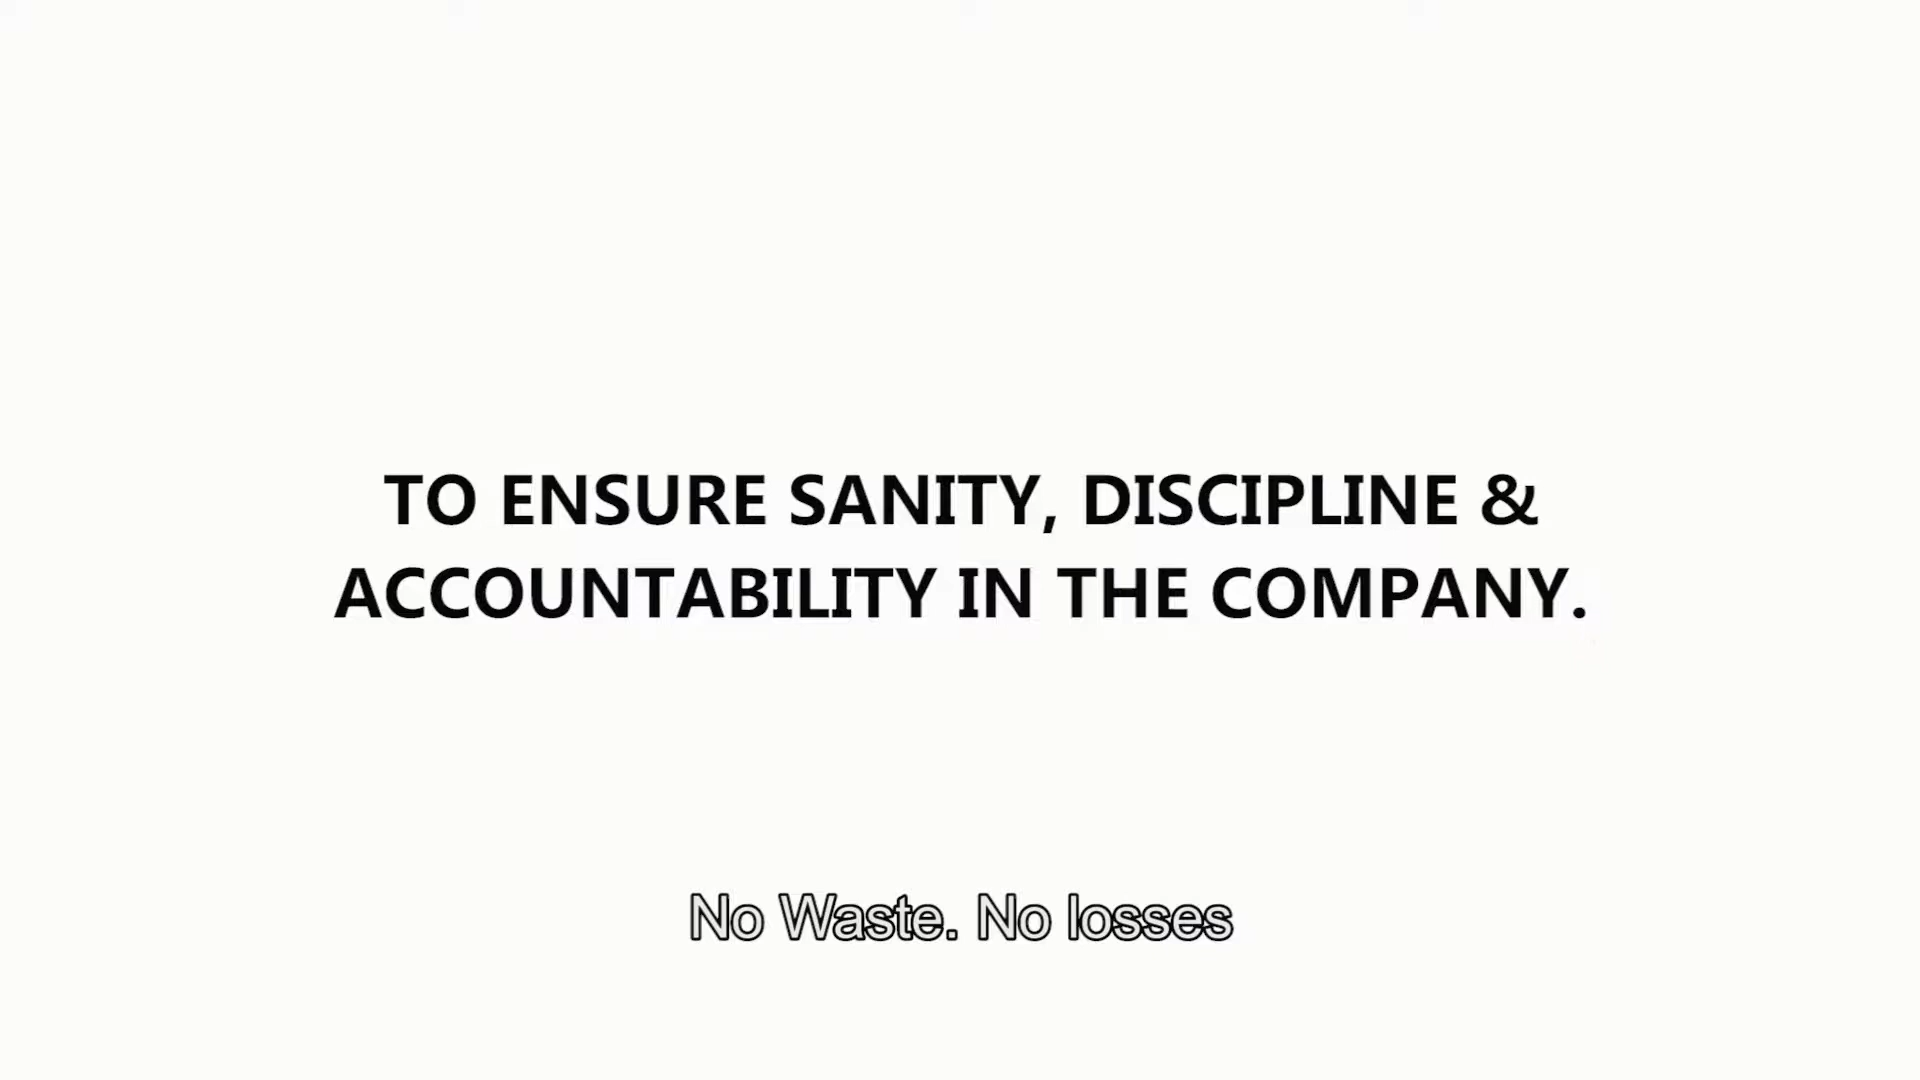 TO ENSURE SANITY, DISCIPLINE &
ACCOUNTABILITY IN THE COMPANY.
No Waste. No losses